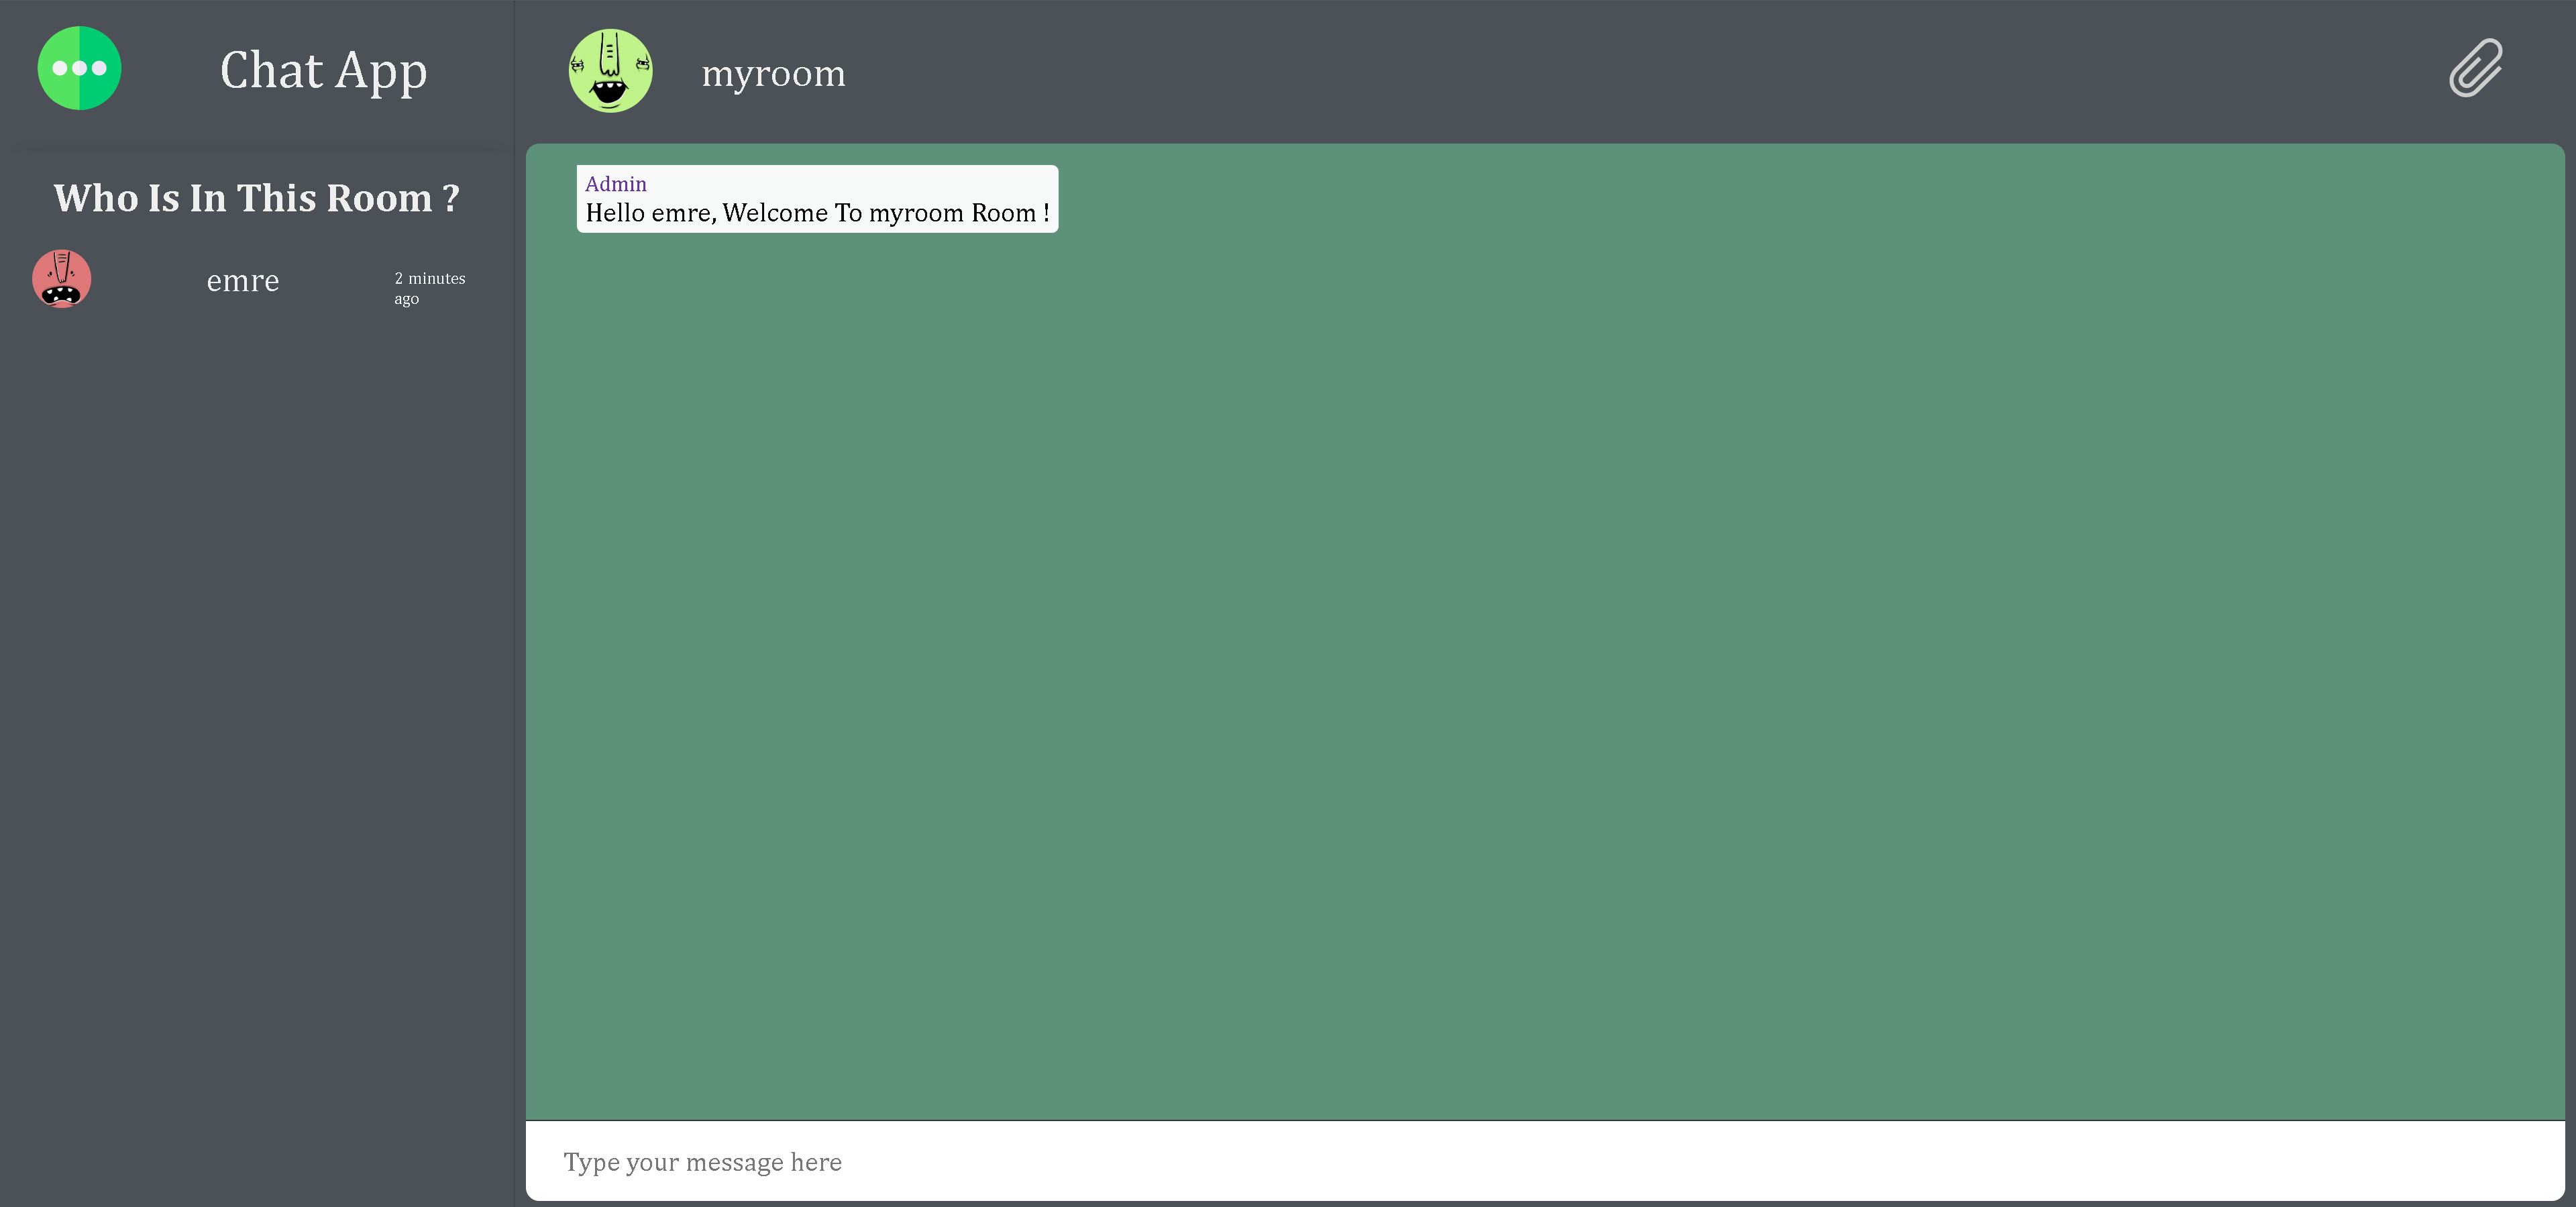 Chat App
myroom
Who Is In This Room ?
emre
2 minutes
ago
Admin
Hello emre, Welcome To myroom Room !
Type your message here